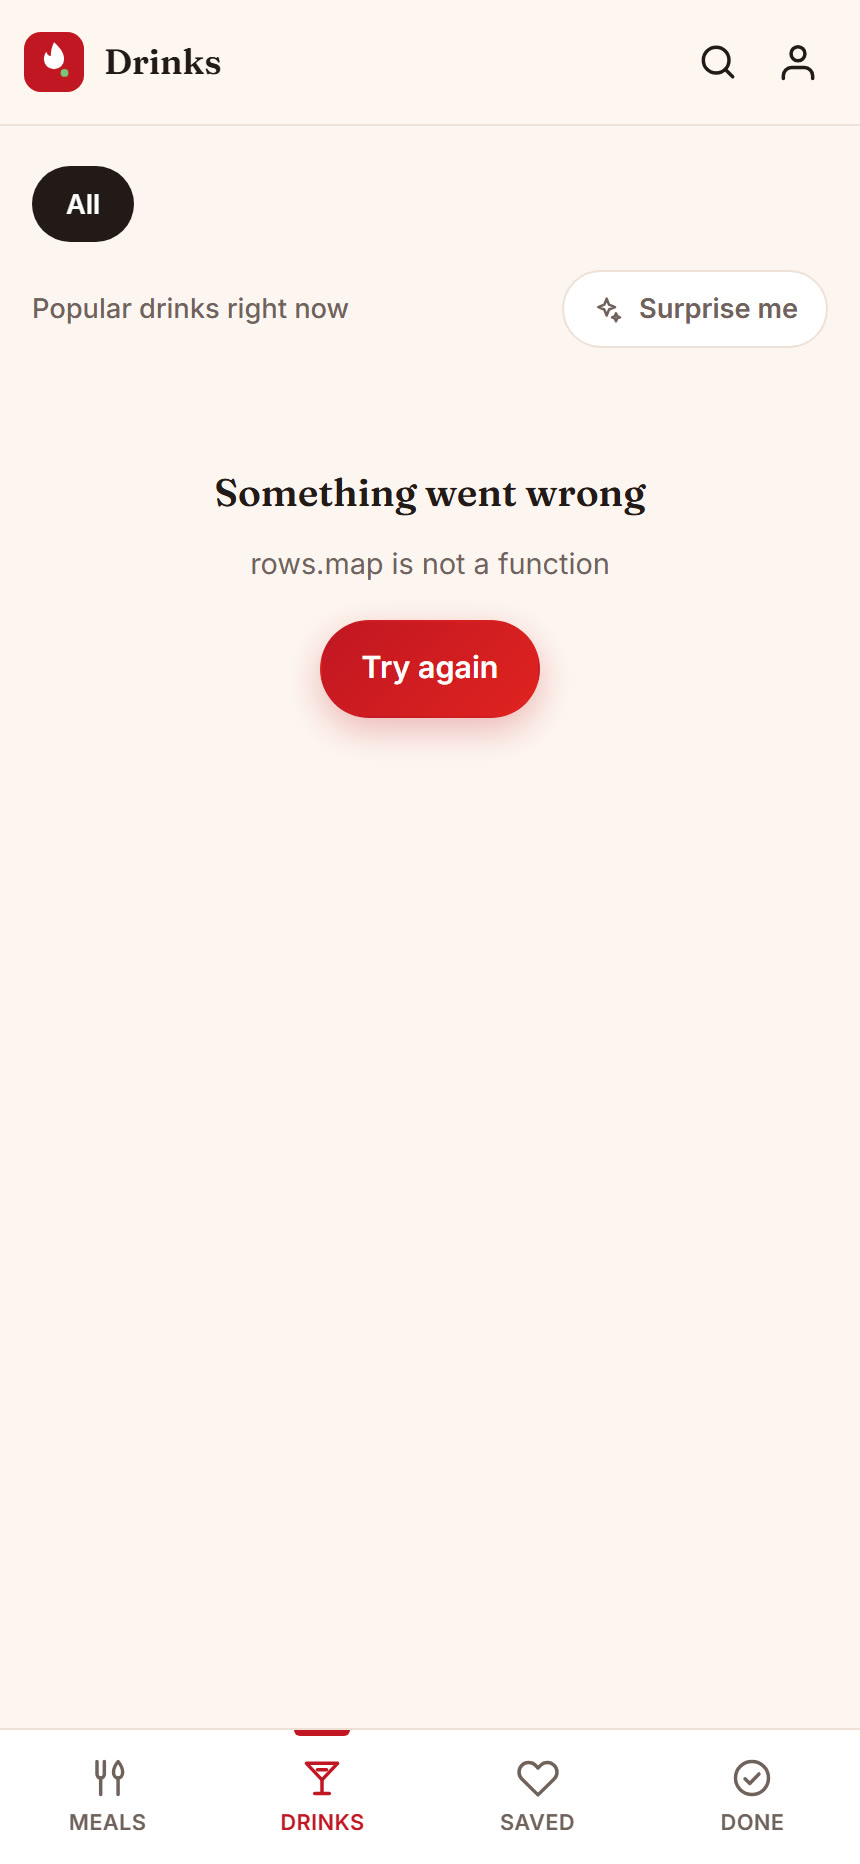 Drinks
All
Popular drinks right now
Surprise me
Something went wrong
rows.map is not a function
Try again
MEALS
DRINKS
SAVED
DONE